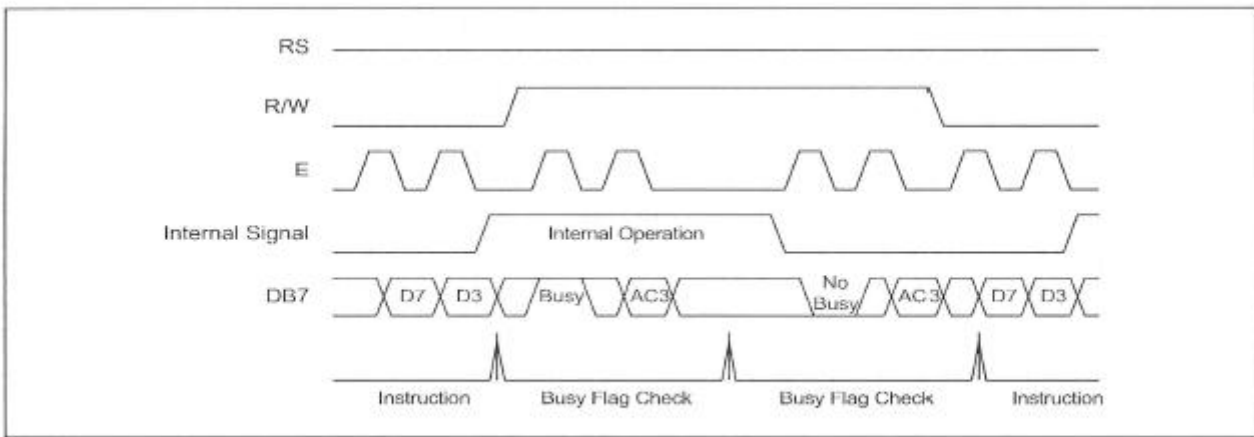 RS
R/W
E
Internal Signal
Internal Operation
DB7
D7
D3
Busy
AC3
No
Busy
AC3
D7
D3
Instruction
Busy Flag Check
Busy Flag Check
Instruction